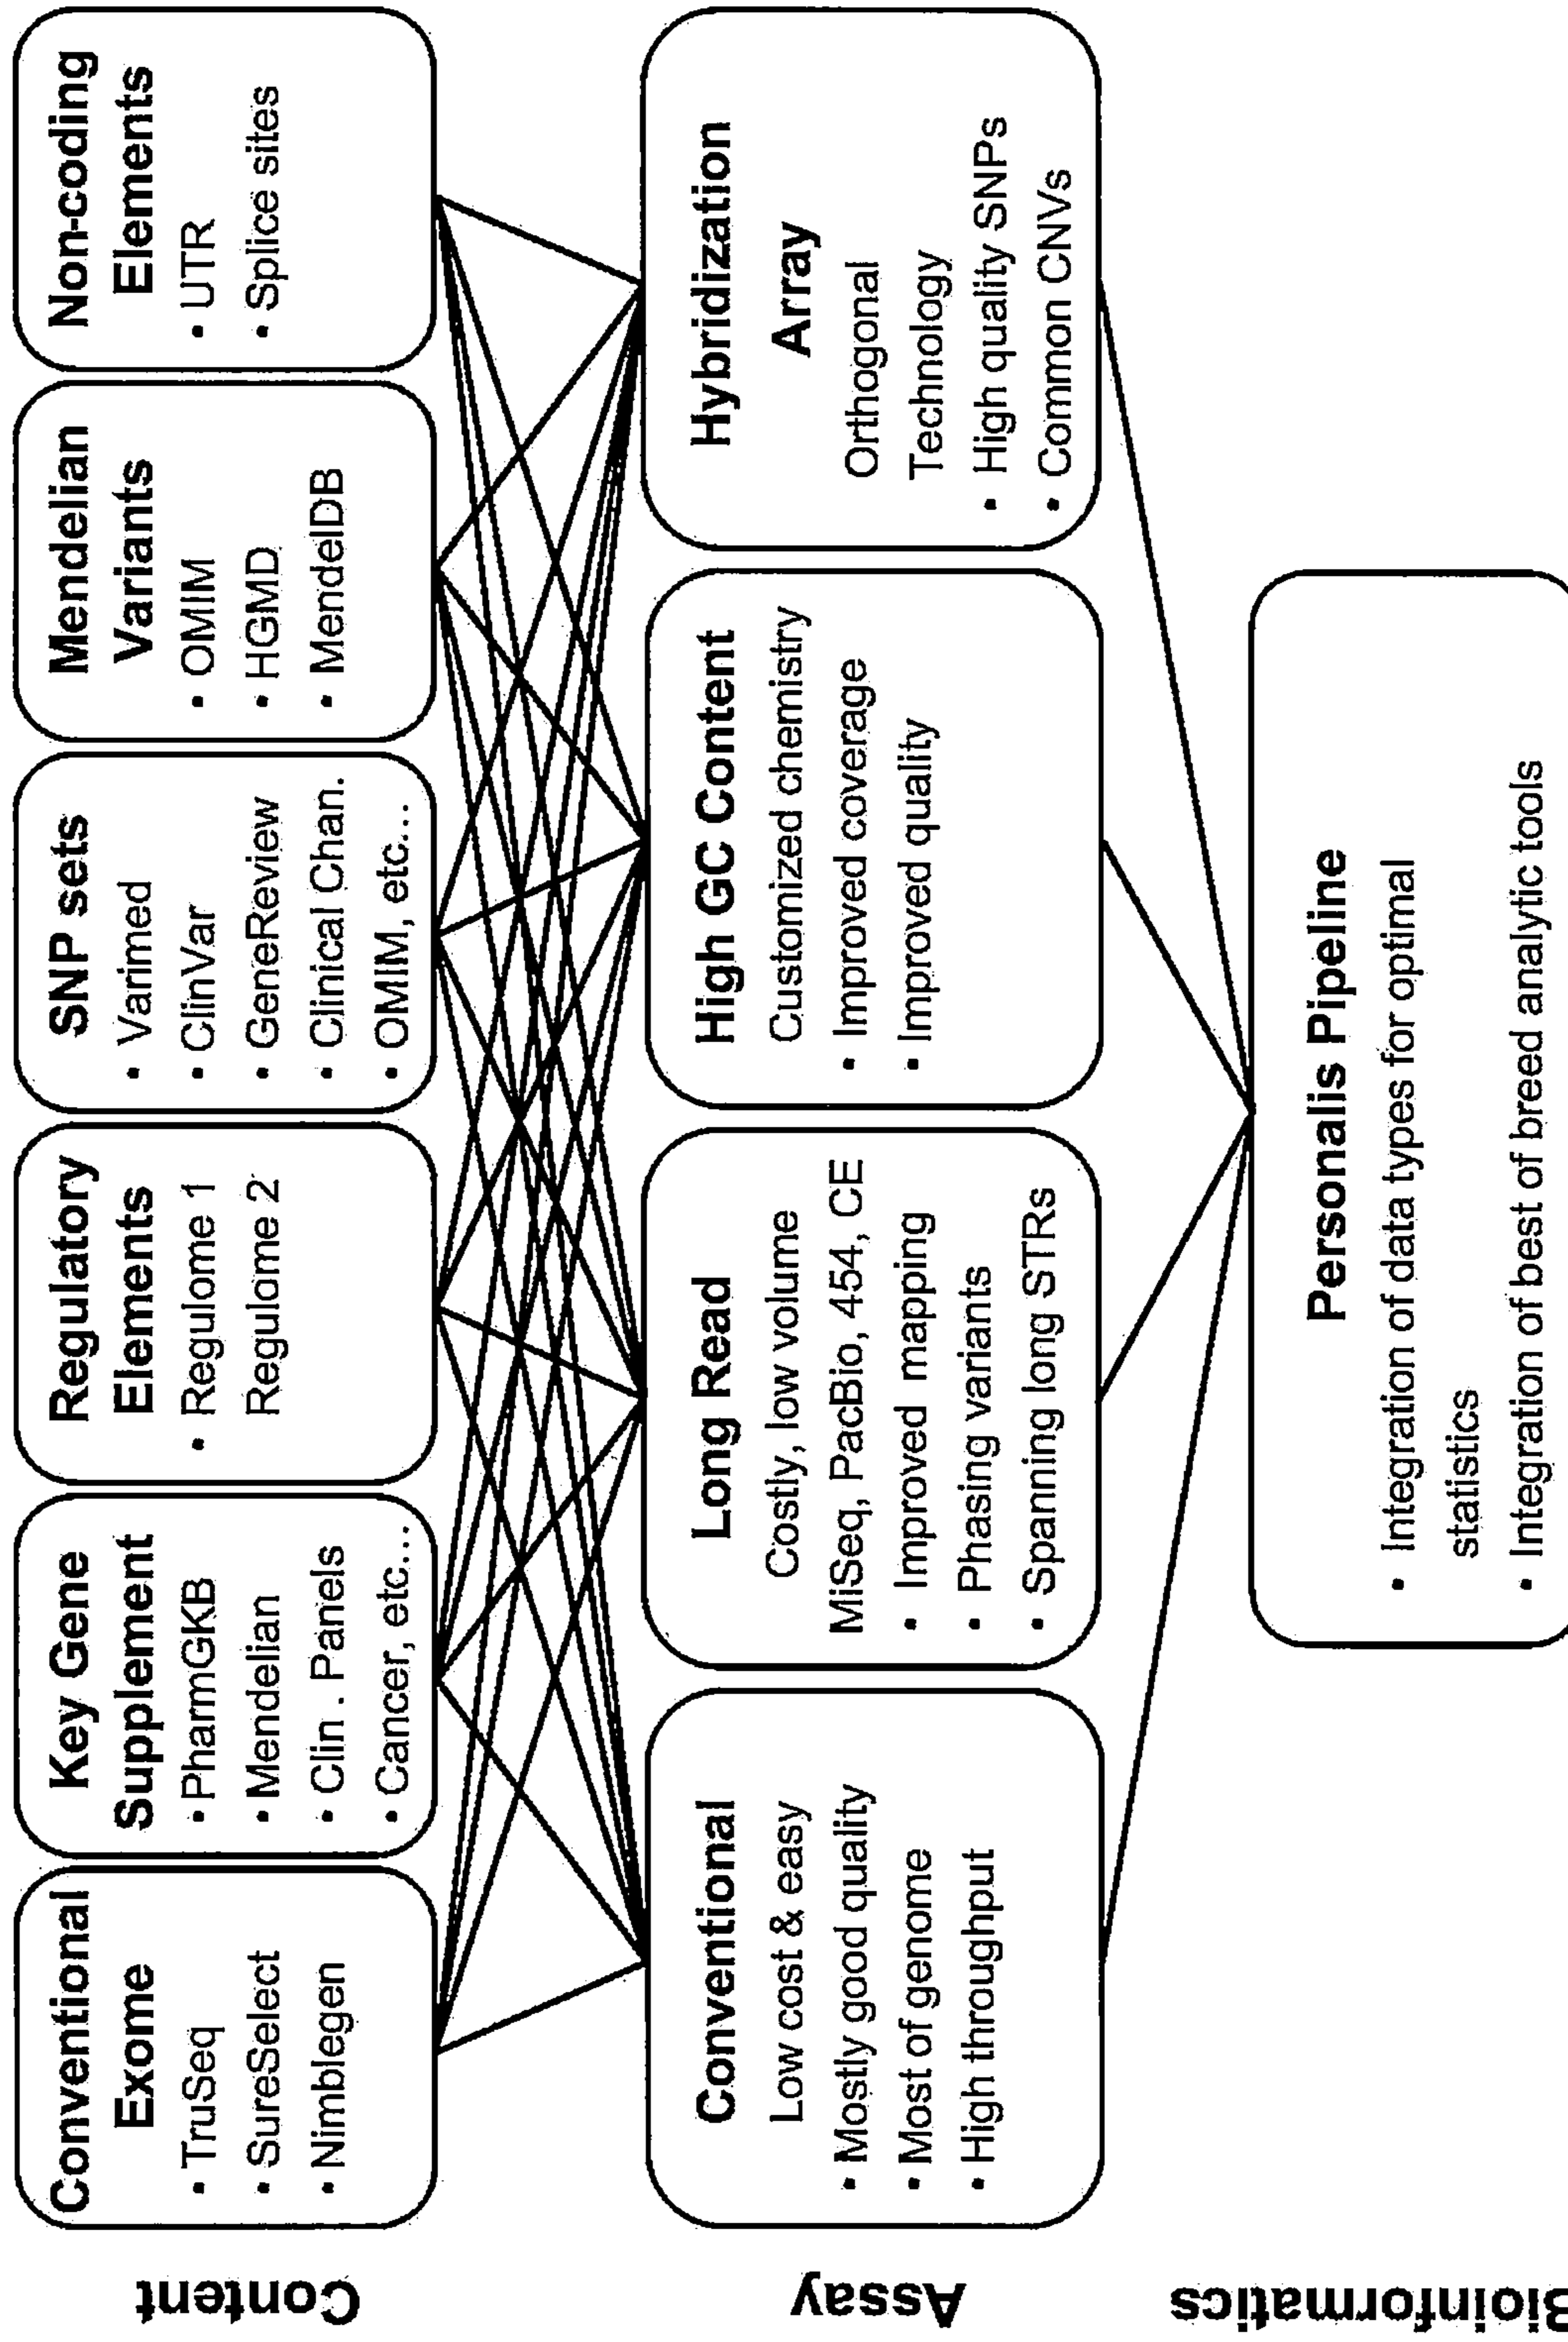 Content
Conventional
Exome
• TruSeq
• SureSelect
• Nimblegen
Key Gene
Supplement
• PharmGKB
• Mendelian
• Clin . Panels
• Cancer, etc...
Regulatory
Elements
• Regulome 1
Regulome 2
SNP sets
• Varimed
• ClinVar
• GeneReview
• Clinical Chan.
• OMIM, etc...
Mendelian
Variants
• OMIM
• HGMD
• MendelDB
Non-coding
Elements
• UTR
• Splice sites
Assay
Conventional
Low cost & easy
• Mostly good quality
• Most of genome
• High throughput
Long Read
Costly, low volume
MiSeq, PacBio, 454, CE
• Improved mapping
• Phasing variants
• Spanning long STRs
High GC Content
Customized chemistry
• Improved coverage
• Improved quality
Hybridization
Array
Orthogonal
Technology
• High quality SNPs
• Common CNVs
Bioinformatics
Personalis Pipeline
• Integration of data types for optimal
statistics
• Integration of best of breed analytic tools